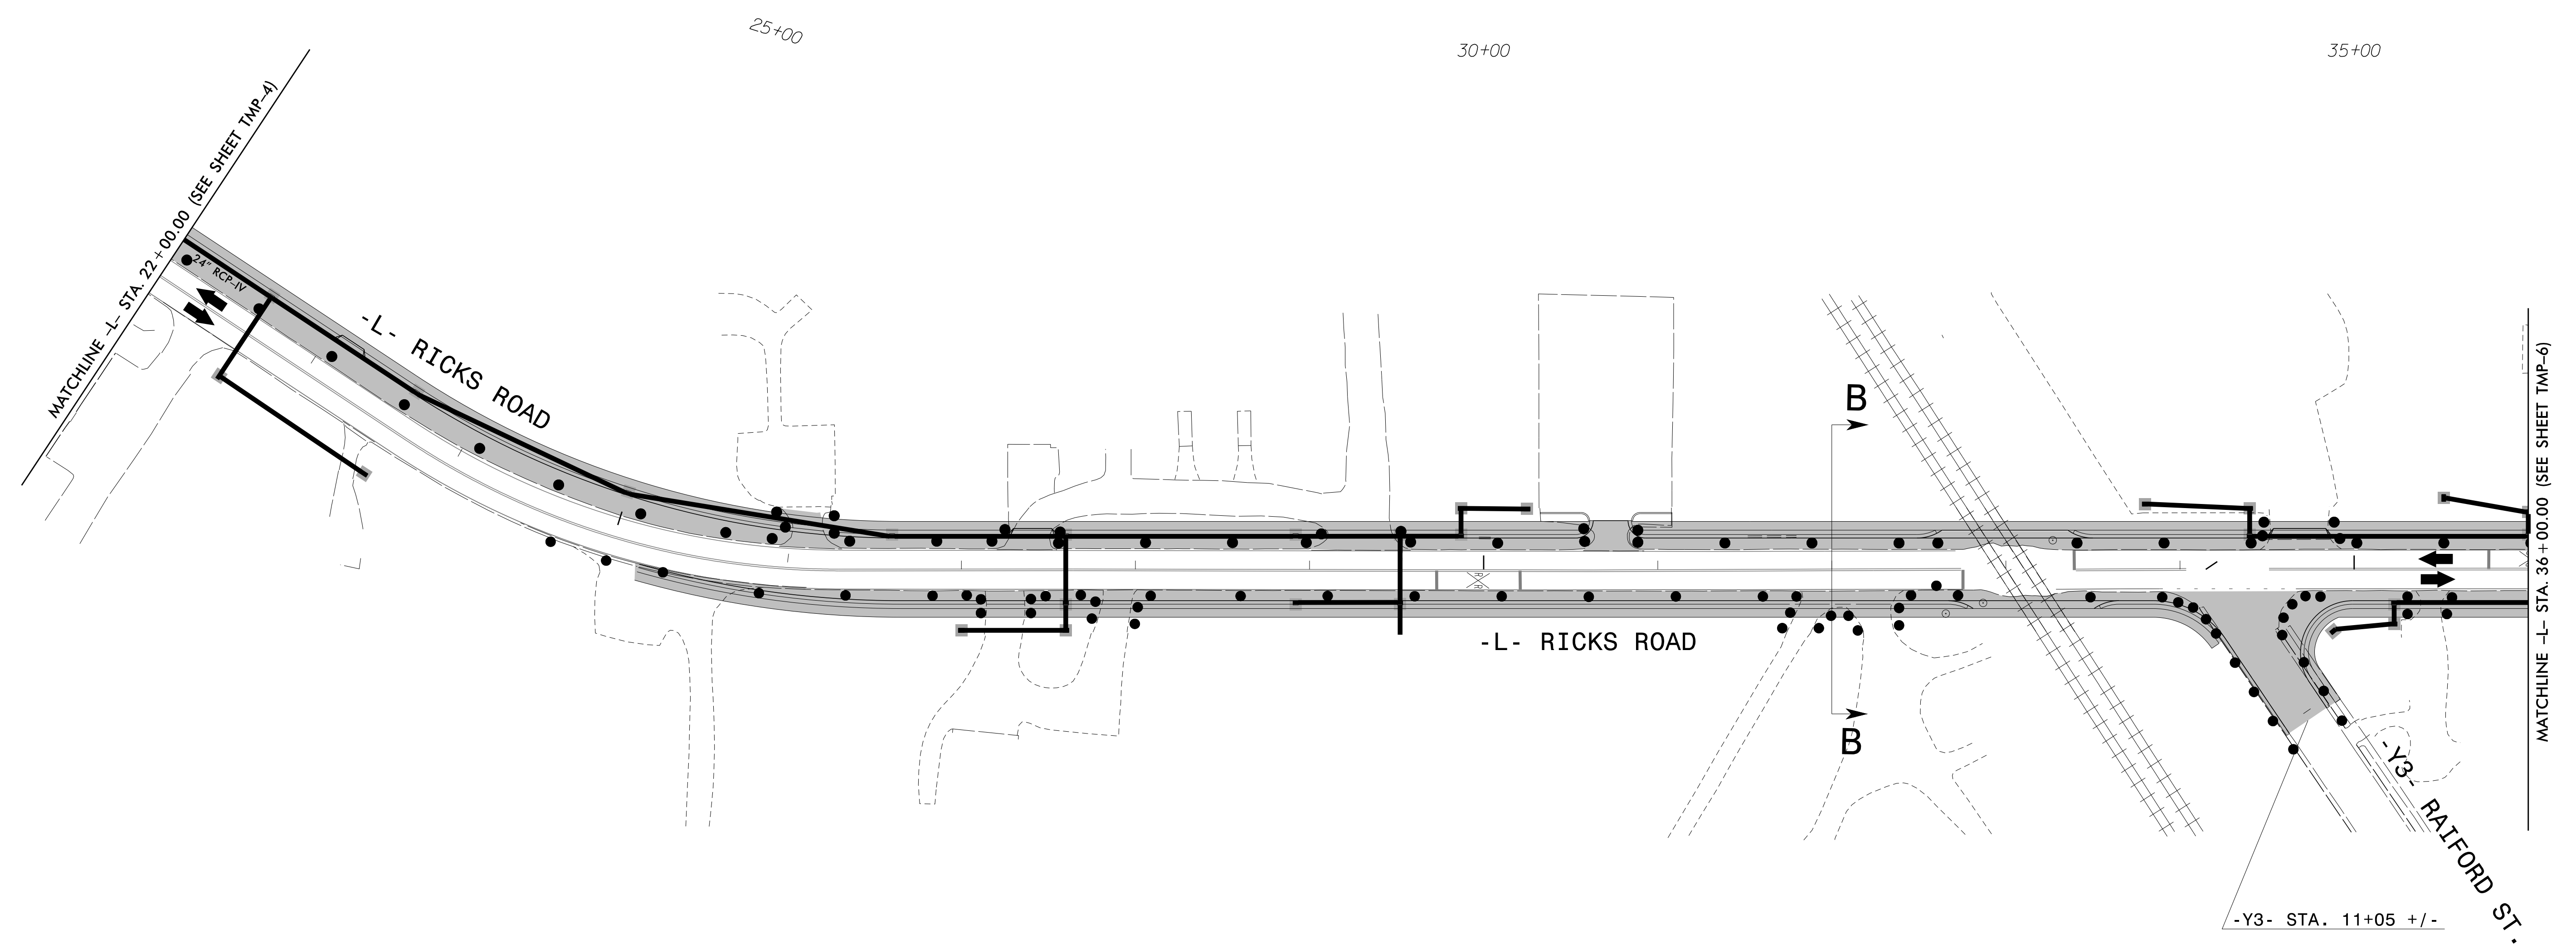 25+00
30+00
35+00
MATCHLINE -L- STA. 22+00.00 (SEE SHEET TMP-4)
24" RCP-IV
-L- RICKS ROAD
B
R R
-L- RICKS ROAD
B
MATCHLINE -L- STA. 36+00.00 (SEE SHEET TMP-6)
-Y3- RAIFORD ST.
-Y3- STA. 11+05 +/-